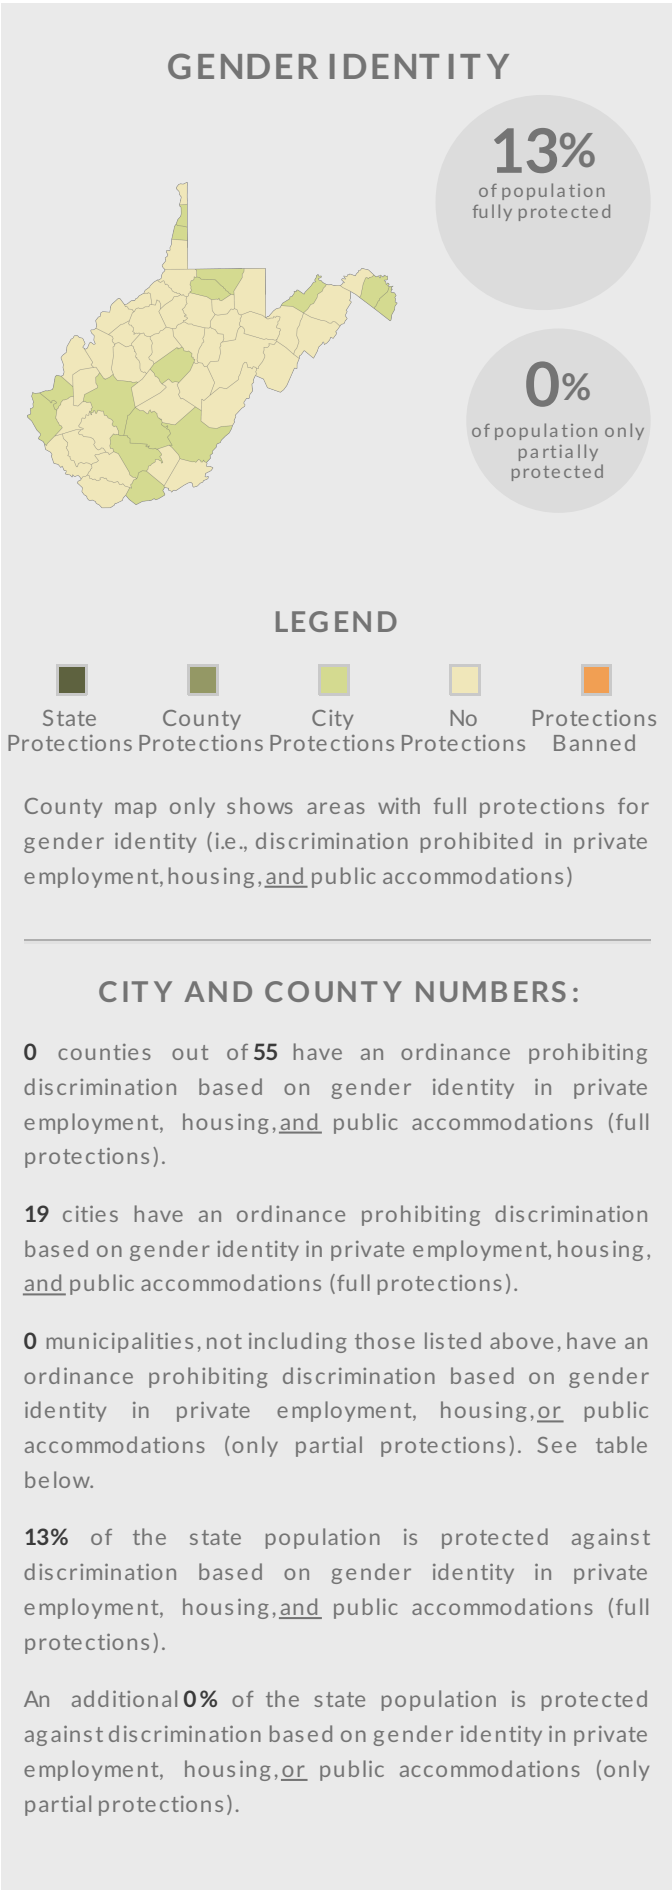 GENDER IDENTITY
13%
of population
fully protected
0%
of population only
partially
protected
LEGEND
State
Protections
County
Protections
City
Protections
No
Protections
Protections
Banned
County map only shows areas with full protections for
gender identity (i.e., discrimination prohibited in private
employment, housing, and public accommodations)
CITY AND COUNTY NUMBERS:
0 counties out of 55 have an ordinance prohibiting
discrimination based on gender identity in private
employment, housing, and public accommodations (full
protections).
19 cities have an ordinance prohibiting discrimination
based on gender identity in private employment, housing,
and public accommodations (full protections).
0 municipalities, not including those listed above, have an
ordinance prohibiting discrimination based on gender
identity in private employment, housing, or public
accommodations (only partial protections). See table
below.
13% of the state population is protected against
discrimination based on gender identity in private
employment, housing, and public accommodations (full
protections).
An additional 0% of the state population is protected
against discrimination based on gender identity in private
employment, housing, or public accommodations (only
partial protections).